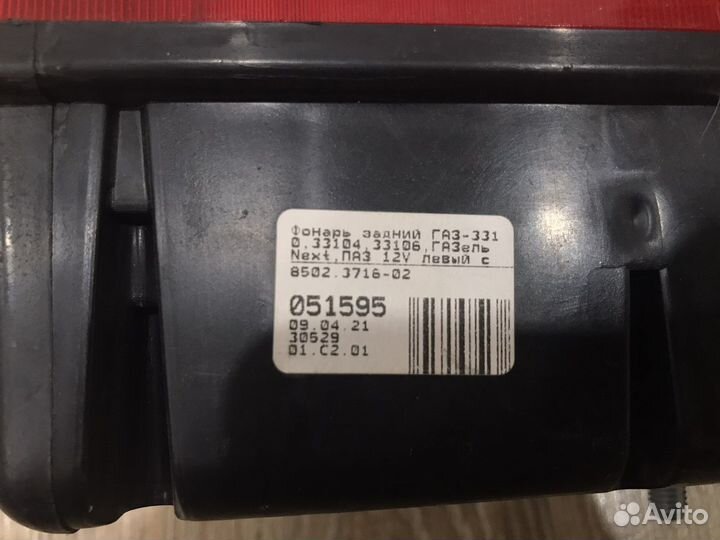 Фонарь задний ГАЗ-331
0,33104,33106,ГАЗель
Next,ПАЗ 12V левый с
8502.3716-02
051595
09.04.21
30529
01.C2.01
Avito